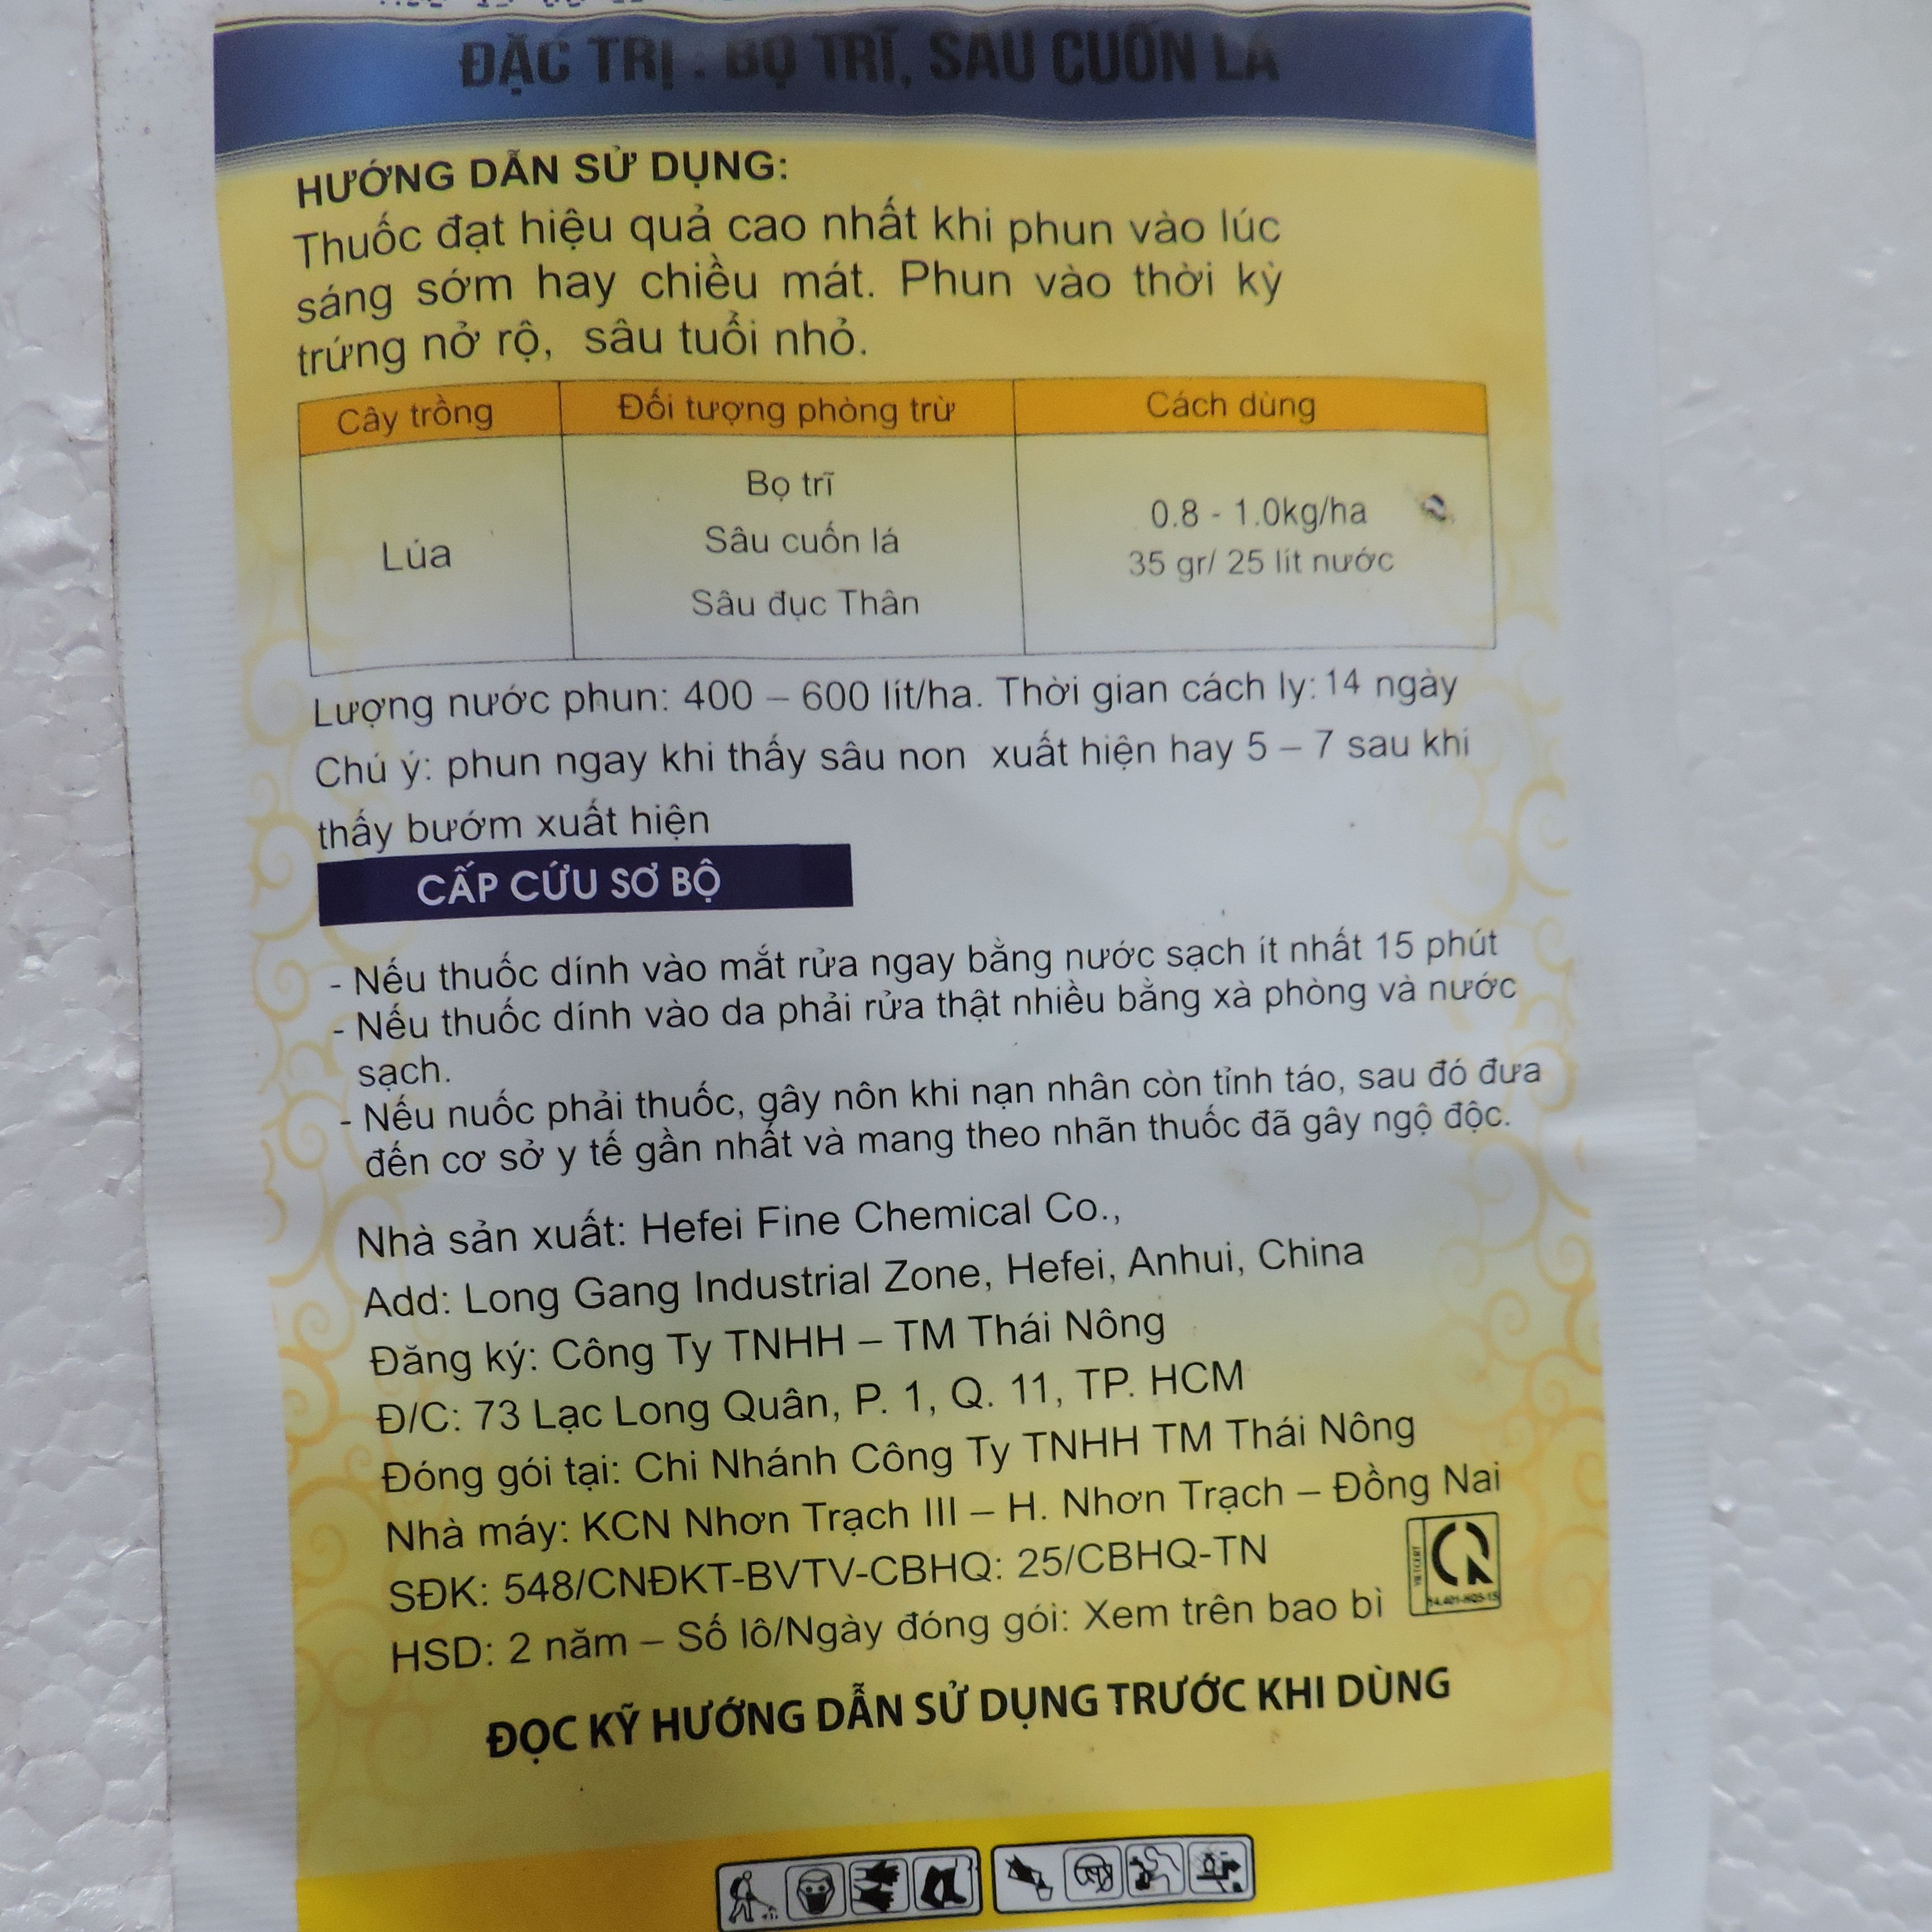 ĐẶC TRỊ : BỌ TRĨ, SÂU CUỐN LÁ
HƯỚNG DẪN SỬ DỤNG:
Thuốc đạt hiệu quả cao nhất khi phun vào lúc
sáng sớm hay chiều mát. Phun vào thời kỳ
trứng nở rộ, sâu tuổi nhỏ.
Cây trồng Đối tượng phòng trừ Cách dùng
Bọ trĩ
Lúa Sâu cuốn lá 0.8 - 1.0kg/ha
35 gr/ 25 lít nước
Sâu đục Thân
Lượng nước phun: 400 – 600 lít/ha. Thời gian cách ly: 14 ngày
Chú ý: phun ngay khi thấy sâu non xuất hiện hay 5 – 7 sau khi
thấy bướm xuất hiện
CẤP CỨU SƠ BỘ
- Nếu thuốc dính vào mắt rửa ngay bằng nước sạch ít nhất 15 phút
- Nếu thuốc dính vào da phải rửa thật nhiều bằng xà phòng và nước
sạch.
- Nếu nuốc phải thuốc, gây nôn khi nạn nhân còn tỉnh táo, sau đó đưa
đến cơ sở y tế gần nhất và mang theo nhãn thuốc đã gây ngộ độc.
Nhà sản xuất: Hefei Fine Chemical Co.,
Add: Long Gang Industrial Zone, Hefei, Anhui, China
Đăng ký: Công Ty TNHH – TM Thái Nông
Đ/C: 73 Lạc Long Quân, P. 1, Q. 11, TP. HCM
Đóng gói tại: Chi Nhánh Công Ty TNHH TM Thái Nông
Nhà máy: KCN Nhơn Trạch III – H. Nhơn Trạch – Đồng Nai
SĐK: 548/CNĐKT-BVTV-CBHQ: 25/CBHQ-TN
HSD: 2 năm – Số lô/Ngày đóng gói: Xem trên bao bì
VIETCERT
ĐỌC KỸ HƯỚNG DẪN SỬ DỤNG TRƯỚC KHI DÙNG